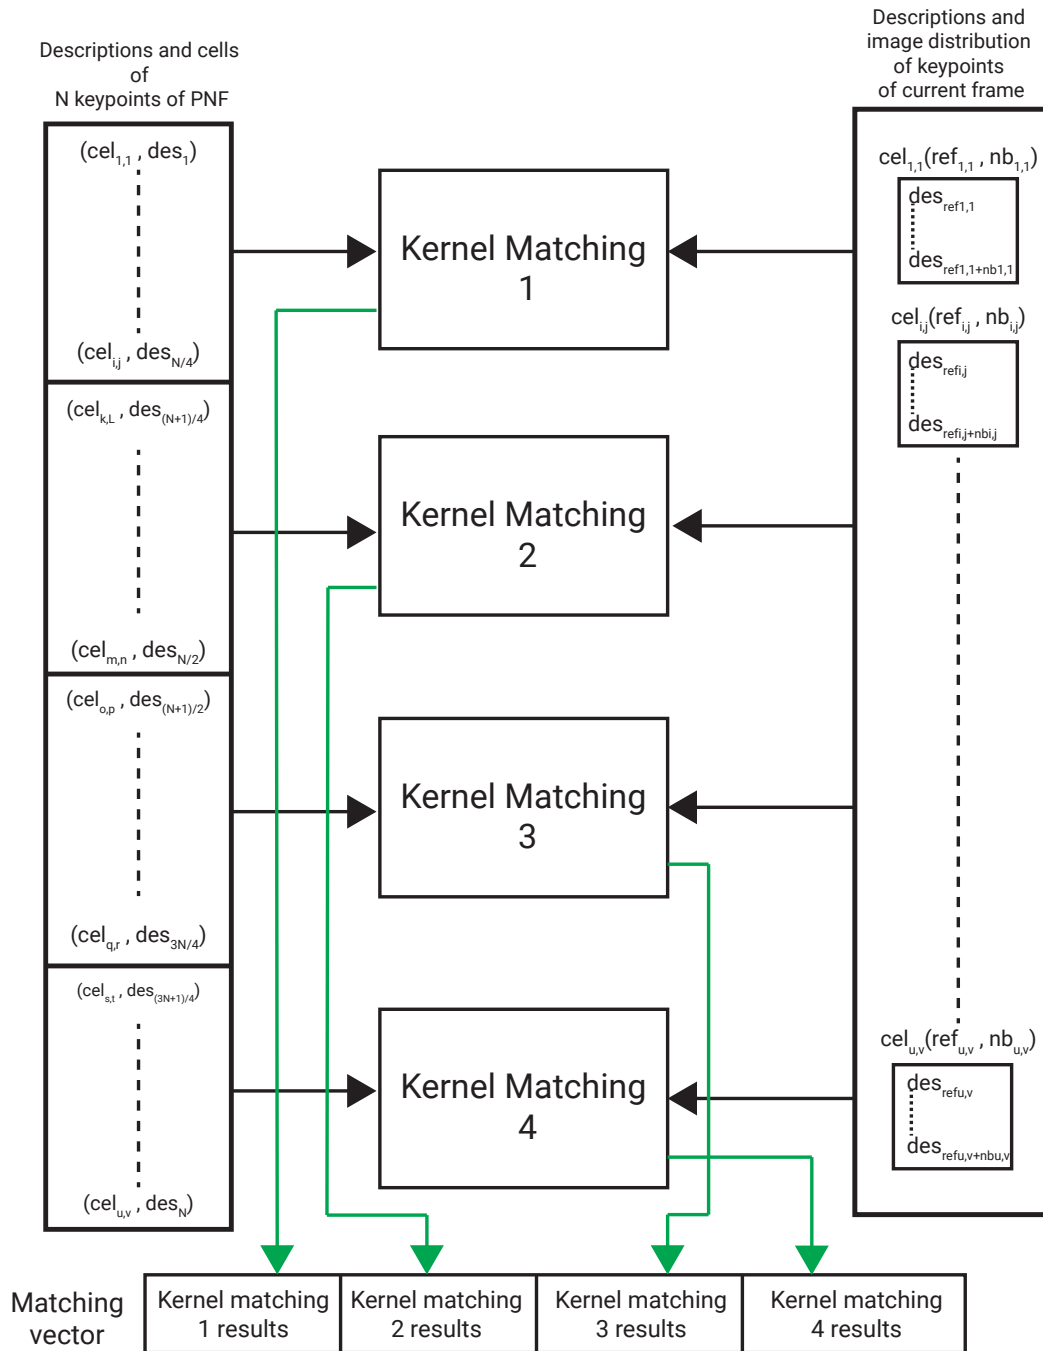 Descriptions and cells
of
N keypoints of PNF
(cel1,1 , des1)
(celi,j , desN/4)
(celk,L , des(N+1)/4)
(celm,n , desN/2)
(celo,p , des(N+1)/2)
(celq,r , des3N/4)
(cels,t , des(3N+1)/4)
(celu,v , desN)
Kernel Matching
1
Kernel Matching
2
Kernel Matching
3
Kernel Matching
4
Descriptions and
image distribution
of keypoints
of current frame
cel1,1(ref1,1 , nb1,1)
desref1,1
desref1,1+nb1,1
celi,j(refi,j , nbi,j)
desrefi,j
desrefi,j+nbi,j
celu,v(refu,v , nbu,v)
desrefu,v
desrefu,v+nbu,v
Matching
vector
Kernel matching
1 results
Kernel matching
2 results
Kernel matching
3 results
Kernel matching
4 results